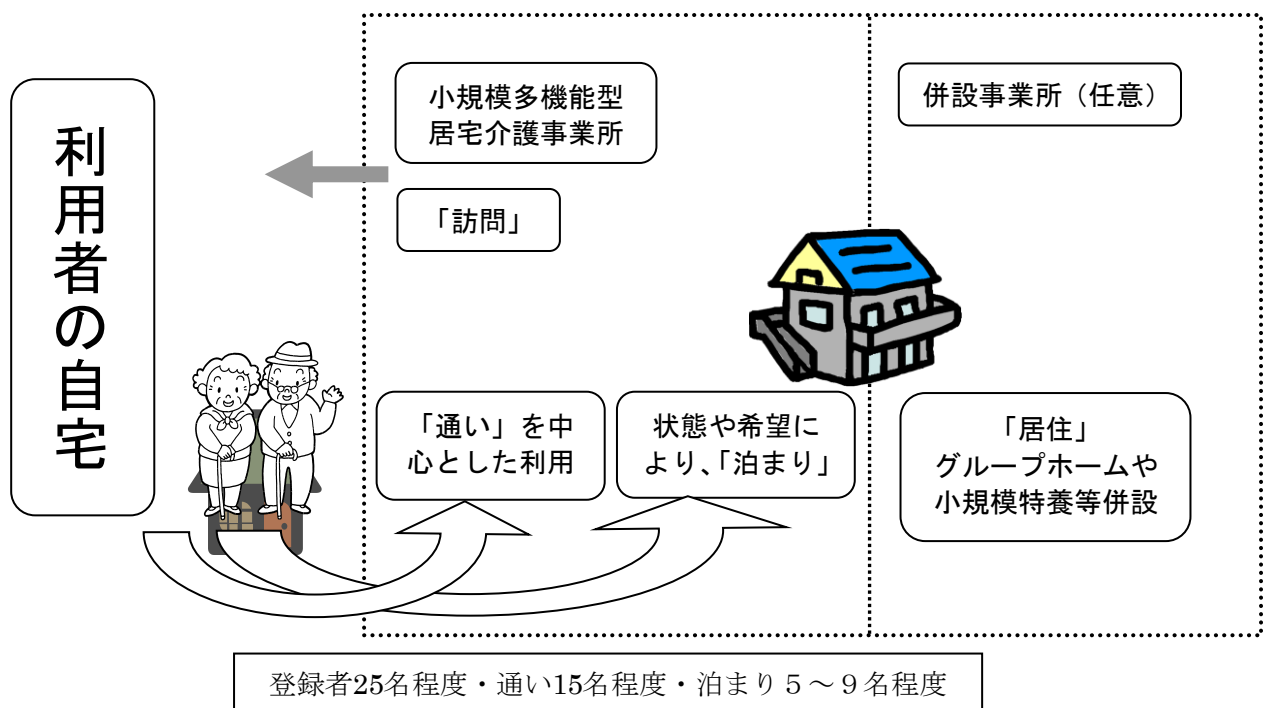 利用者の自宅
小規模多機能型
居宅介護事業所
「訪問」
併設事業所（任意）
「通い」を中
心とした利用
状態や希望に
より、「泊まり」
「居住」
グループホームや
小規模特養等併設
登録者25名程度・通い15名程度・泊まり５～９名程度